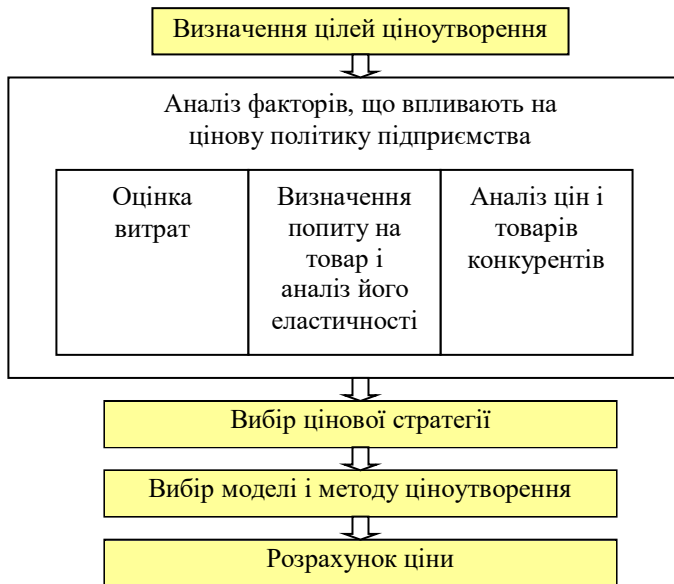 Визначення цілей ціноутворення
Аналіз факторів, що впливають на
цінову політику підприємства
Оцінка
витрат
Визначення
попиту на
товар і
аналіз його
еластичності
Аналіз цін і
товарів
конкурентів
Вибір цінової стратегії
Вибір моделі і методу ціноутворення
Розрахунок ціни